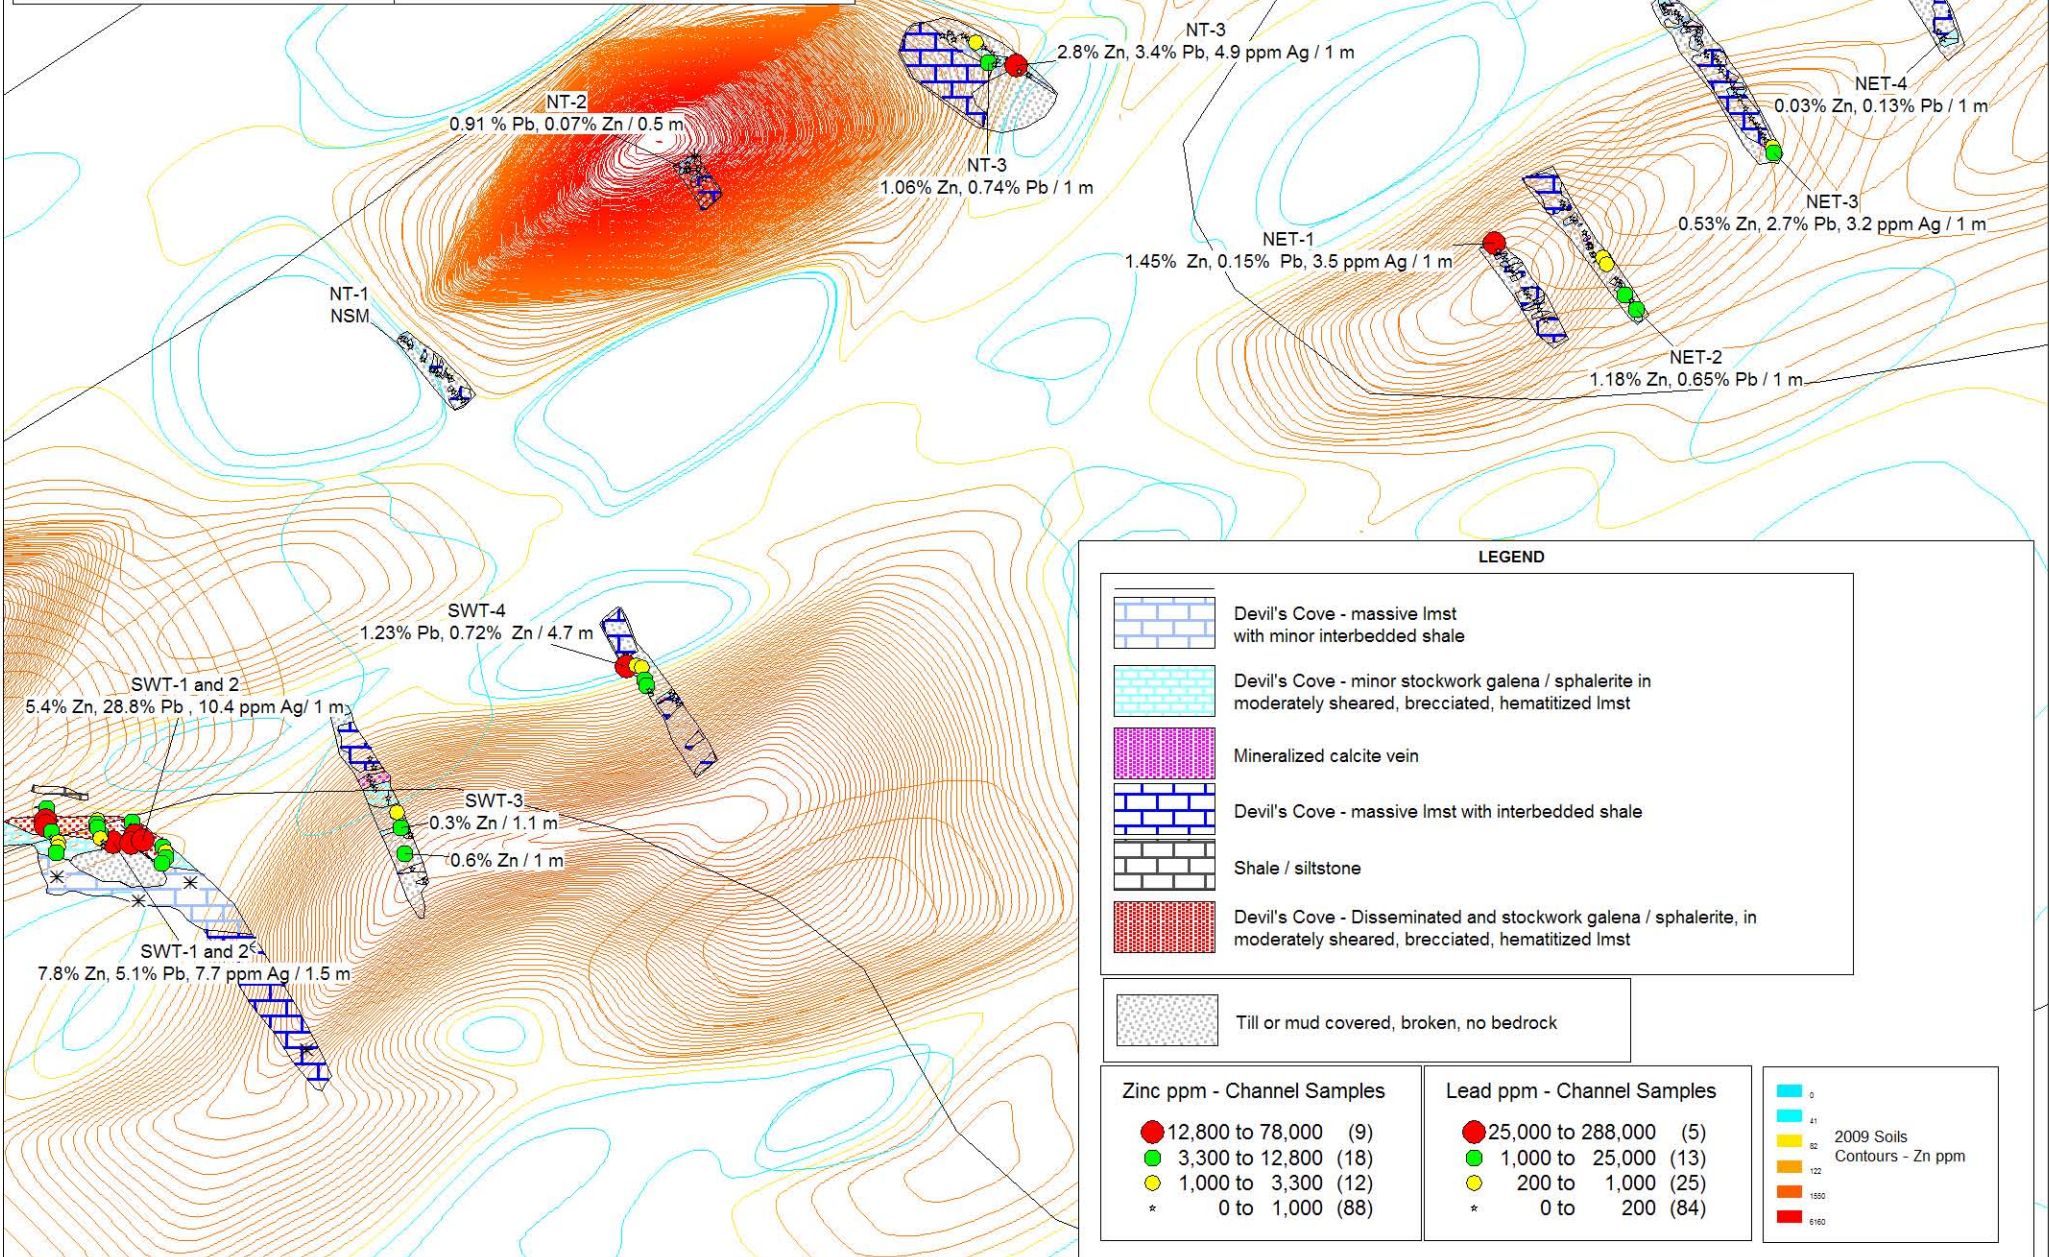 NT-3
2.8% Zn, 3.4% Pb, 4.9 ppm Ag / 1 m
NT-2
0.91 % Pb, 0.07% Zn / 0.5 m
NET-4
0.03% Zn, 0.13% Pb / 1 m
NT-3
1.06% Zn, 0.74% Pb / 1 m
NET-3
0.53% Zn, 2.7% Pb, 3.2 ppm Ag / 1 m
NET-1
1.45% Zn, 0.15% Pb, 3.5 ppm Ag / 1 m
NT-1
NSM
NET-2
1.18% Zn, 0.65% Pb / 1 m
SWT-4
1.23% Pb, 0.72% Zn / 4.7 m
SWT-1 and 2
5.4% Zn, 28.8% Pb , 10.4 ppm Ag/ 1 m
SWT-3
0.3% Zn / 1.1 m
0.6% Zn / 1 m
SWT-1 and 2
7.8% Zn, 5.1% Pb, 7.7 ppm Ag / 1.5 m
LEGEND
Devil's Cove - massive lmst
with minor interbedded shale
Devil's Cove - minor stockwork galena / sphalerite in
moderately sheared, brecciated, hematitized lmst
Mineralized calcite vein
Devil's Cove - massive lmst with interbedded shale
Shale / siltstone
Devil's Cove - Disseminated and stockwork galena / sphalerite, in
moderately sheared, brecciated, hematitized lmst
Till or mud covered, broken, no bedrock
Zinc ppm - Channel Samples
12,800 to 78,000 (9)
3,300 to 12,800 (18)
1,000 to 3,300 (12)
0 to 1,000 (88)
Lead ppm - Channel Samples
25,000 to 288,000 (5)
1,000 to 25,000 (13)
200 to 1,000 (25)
0 to 200 (84)
0
41
82
122
1550
6160
2009 Soils
Contours - Zn ppm